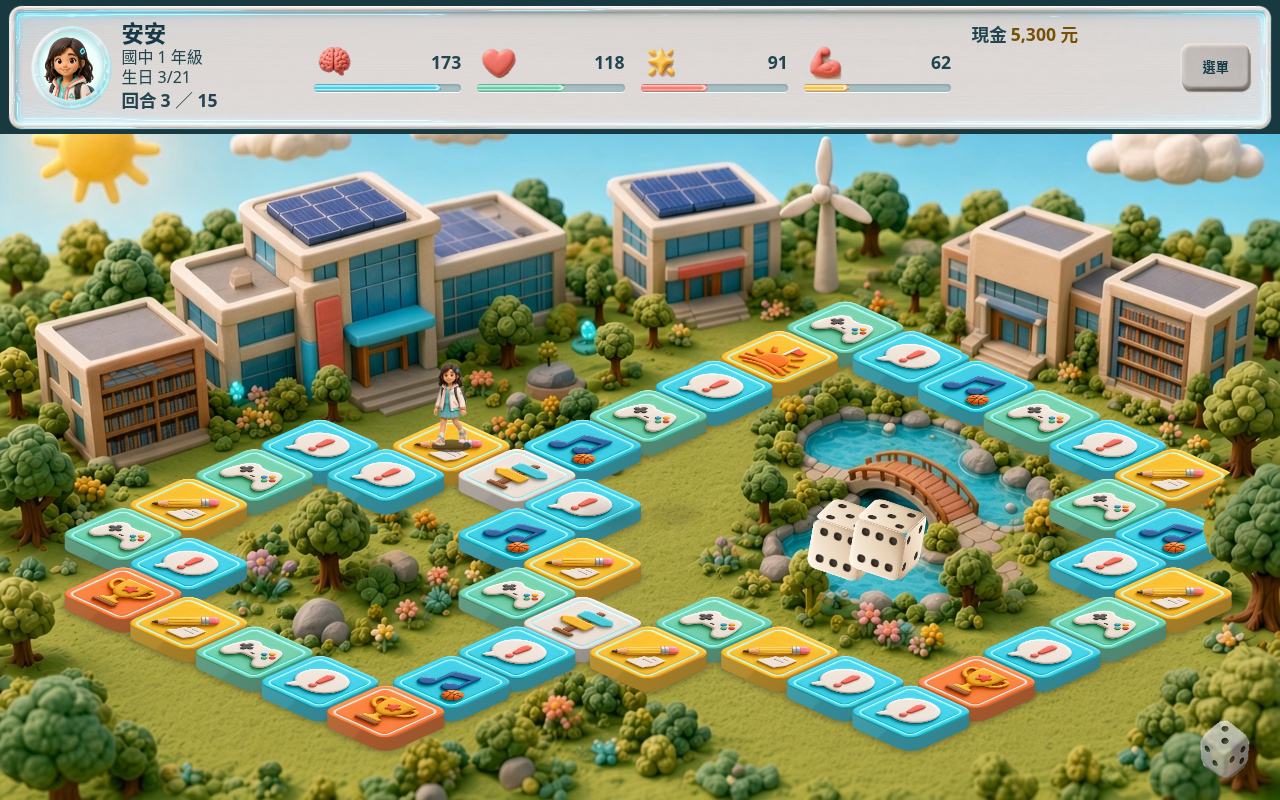 安安
國中 1 年級
生日 3/21
回合 3 ／ 15
173
118
91
62
現金 5,300 元
選單